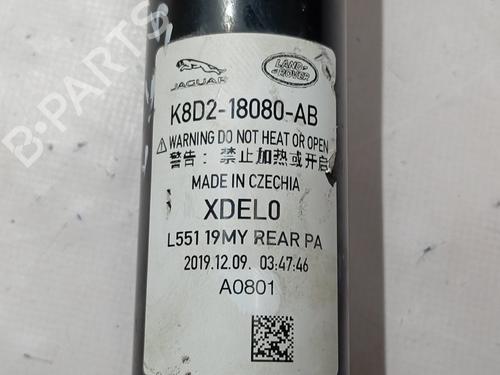 JAGUAR
LAND ROVER
K8D2-18080-AB
WARNING DO NOT HEAT OR OPEN
警告：禁止加热或开启
MADE IN CZECHIA
XDEL0
L551 19MY REAR PA
2019.12.09. 03:47:46
A0801
B-PARTS